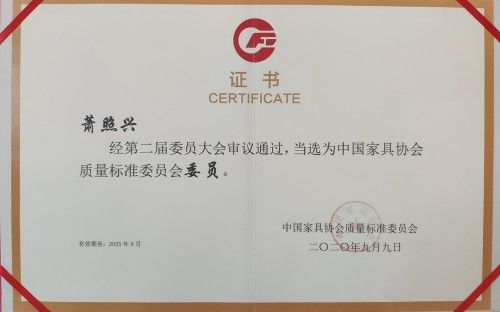 证书
CERTIFICATE
萧照兴
经第二届委员大会审议通过，当选为中国家具协会
质量标准委员会委员。
中国家具协会质量标准委员会
有效期至：2025年9月
二〇二〇年九月九日